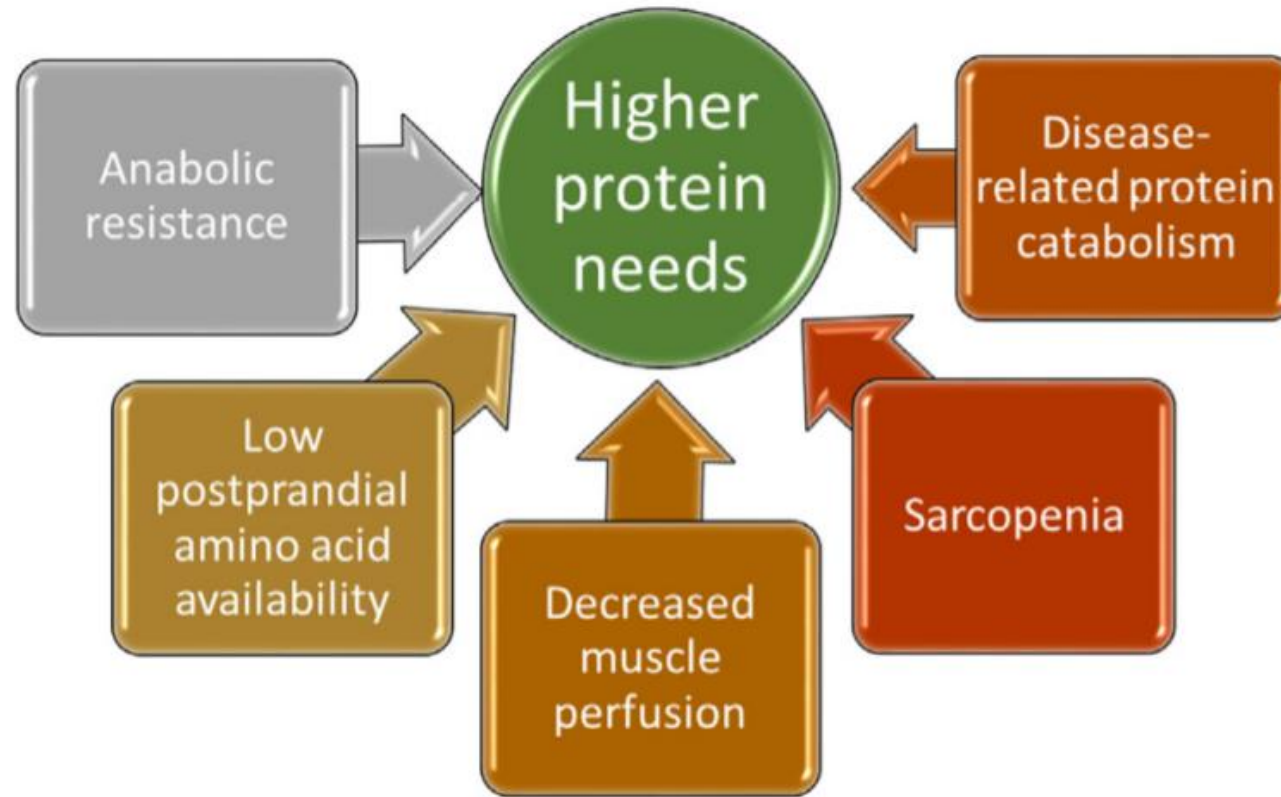 Higher
protein
needs
Anabolic
resistance
Disease-
related protein
catabolism
Low
postprandial
amino acid
availability
Decreased
muscle
perfusion
Sarcopenia